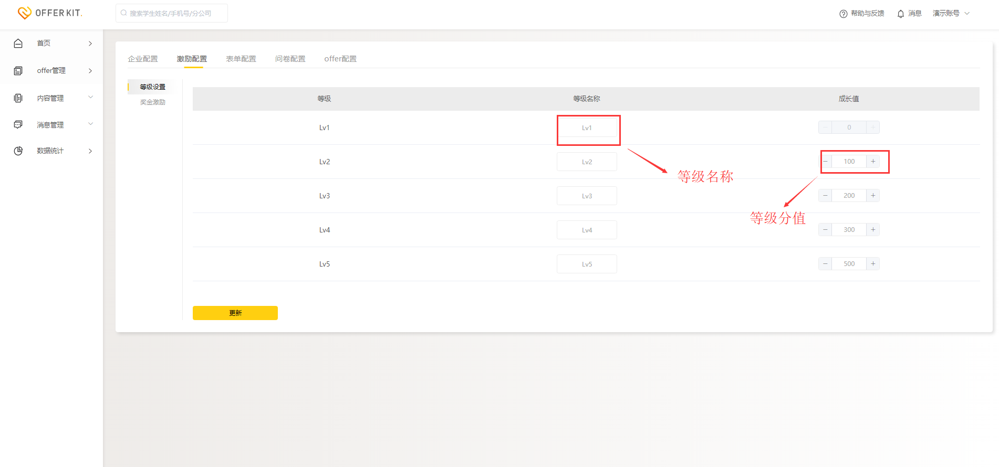 OFFER KIT.
搜索学生姓名/手机号/分公司
帮助与反馈
消息
演示账号
首页
offer管理
内容管理
消息管理
数据统计
企业配置 激励配置 表单配置 问卷配置 offer配置
等级设置
奖金激励
等级 等级名称 成长值
Lv1 Lv1 − 0 +
Lv2 Lv2 − 100 +
等级名称
Lv3 Lv3 − 200 +
等级分值
Lv4 Lv4 − 300 +
Lv5 Lv5 − 500 +
更新